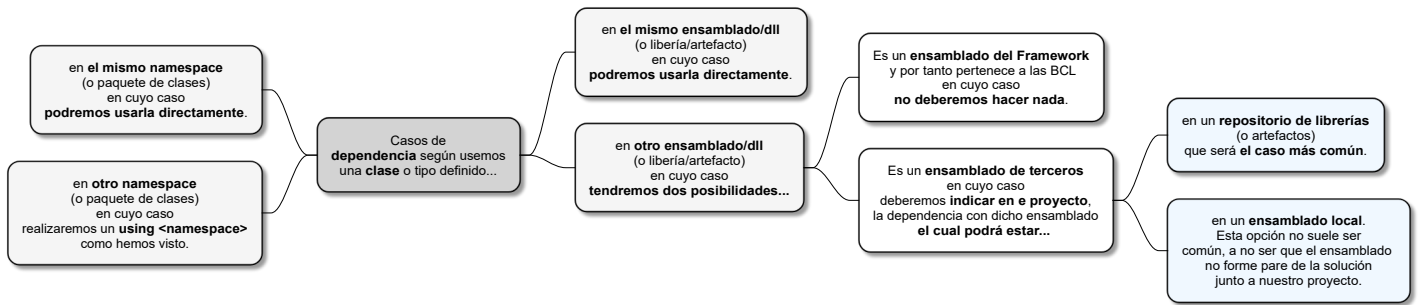 en el mismo namespace
(o paquete de clases)
en cuyo caso
podremos usarla directamente.
en otro namespace
(o paquete de clases)
en cuyo caso
realizaremos un using <namespace>
como hemos visto.
Casos de
dependencia según usemos
una clase o tipo definido...
en el mismo ensamblado/dll
(o libería/artefacto)
en cuyo caso
podremos usarla directamente.
en otro ensamblado/dll
(o libería/artefacto)
en cuyo caso
tendremos dos posibilidades...
Es un ensamblado del Framework
y por tanto pertenece a las BCL
en cuyo caso
no deberemos hacer nada.
Es un ensamblado de terceros
en cuyo caso
deberemos indicar en e proyecto,
la dependencia con dicho ensamblado
el cual podrá estar...
en un repositorio de librerías
(o artefactos)
que será el caso más común.
en un ensamblado local.
Esta opción no suele ser
común, a no ser que el ensamblado
no forme pare de la solución
junto a nuestro proyecto.